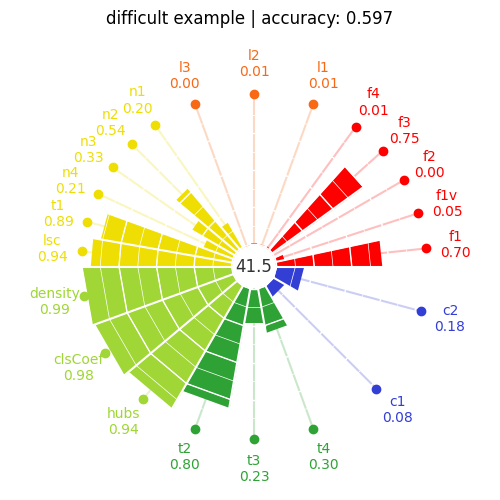 difficult example | accuracy: 0.597
l3
0.00
l2
0.01
l1
0.01
f4
0.01
f3
0.75
f2
0.00
f1v
0.05
f1
0.70
n1
0.20
n2
0.54
n3
0.33
n4
0.21
t1
0.89
lsc
0.94
41.5
density
0.99
clsCoef
0.98
hubs
0.94
t2
0.80
t3
0.23
t4
0.30
c1
0.08
c2
0.18